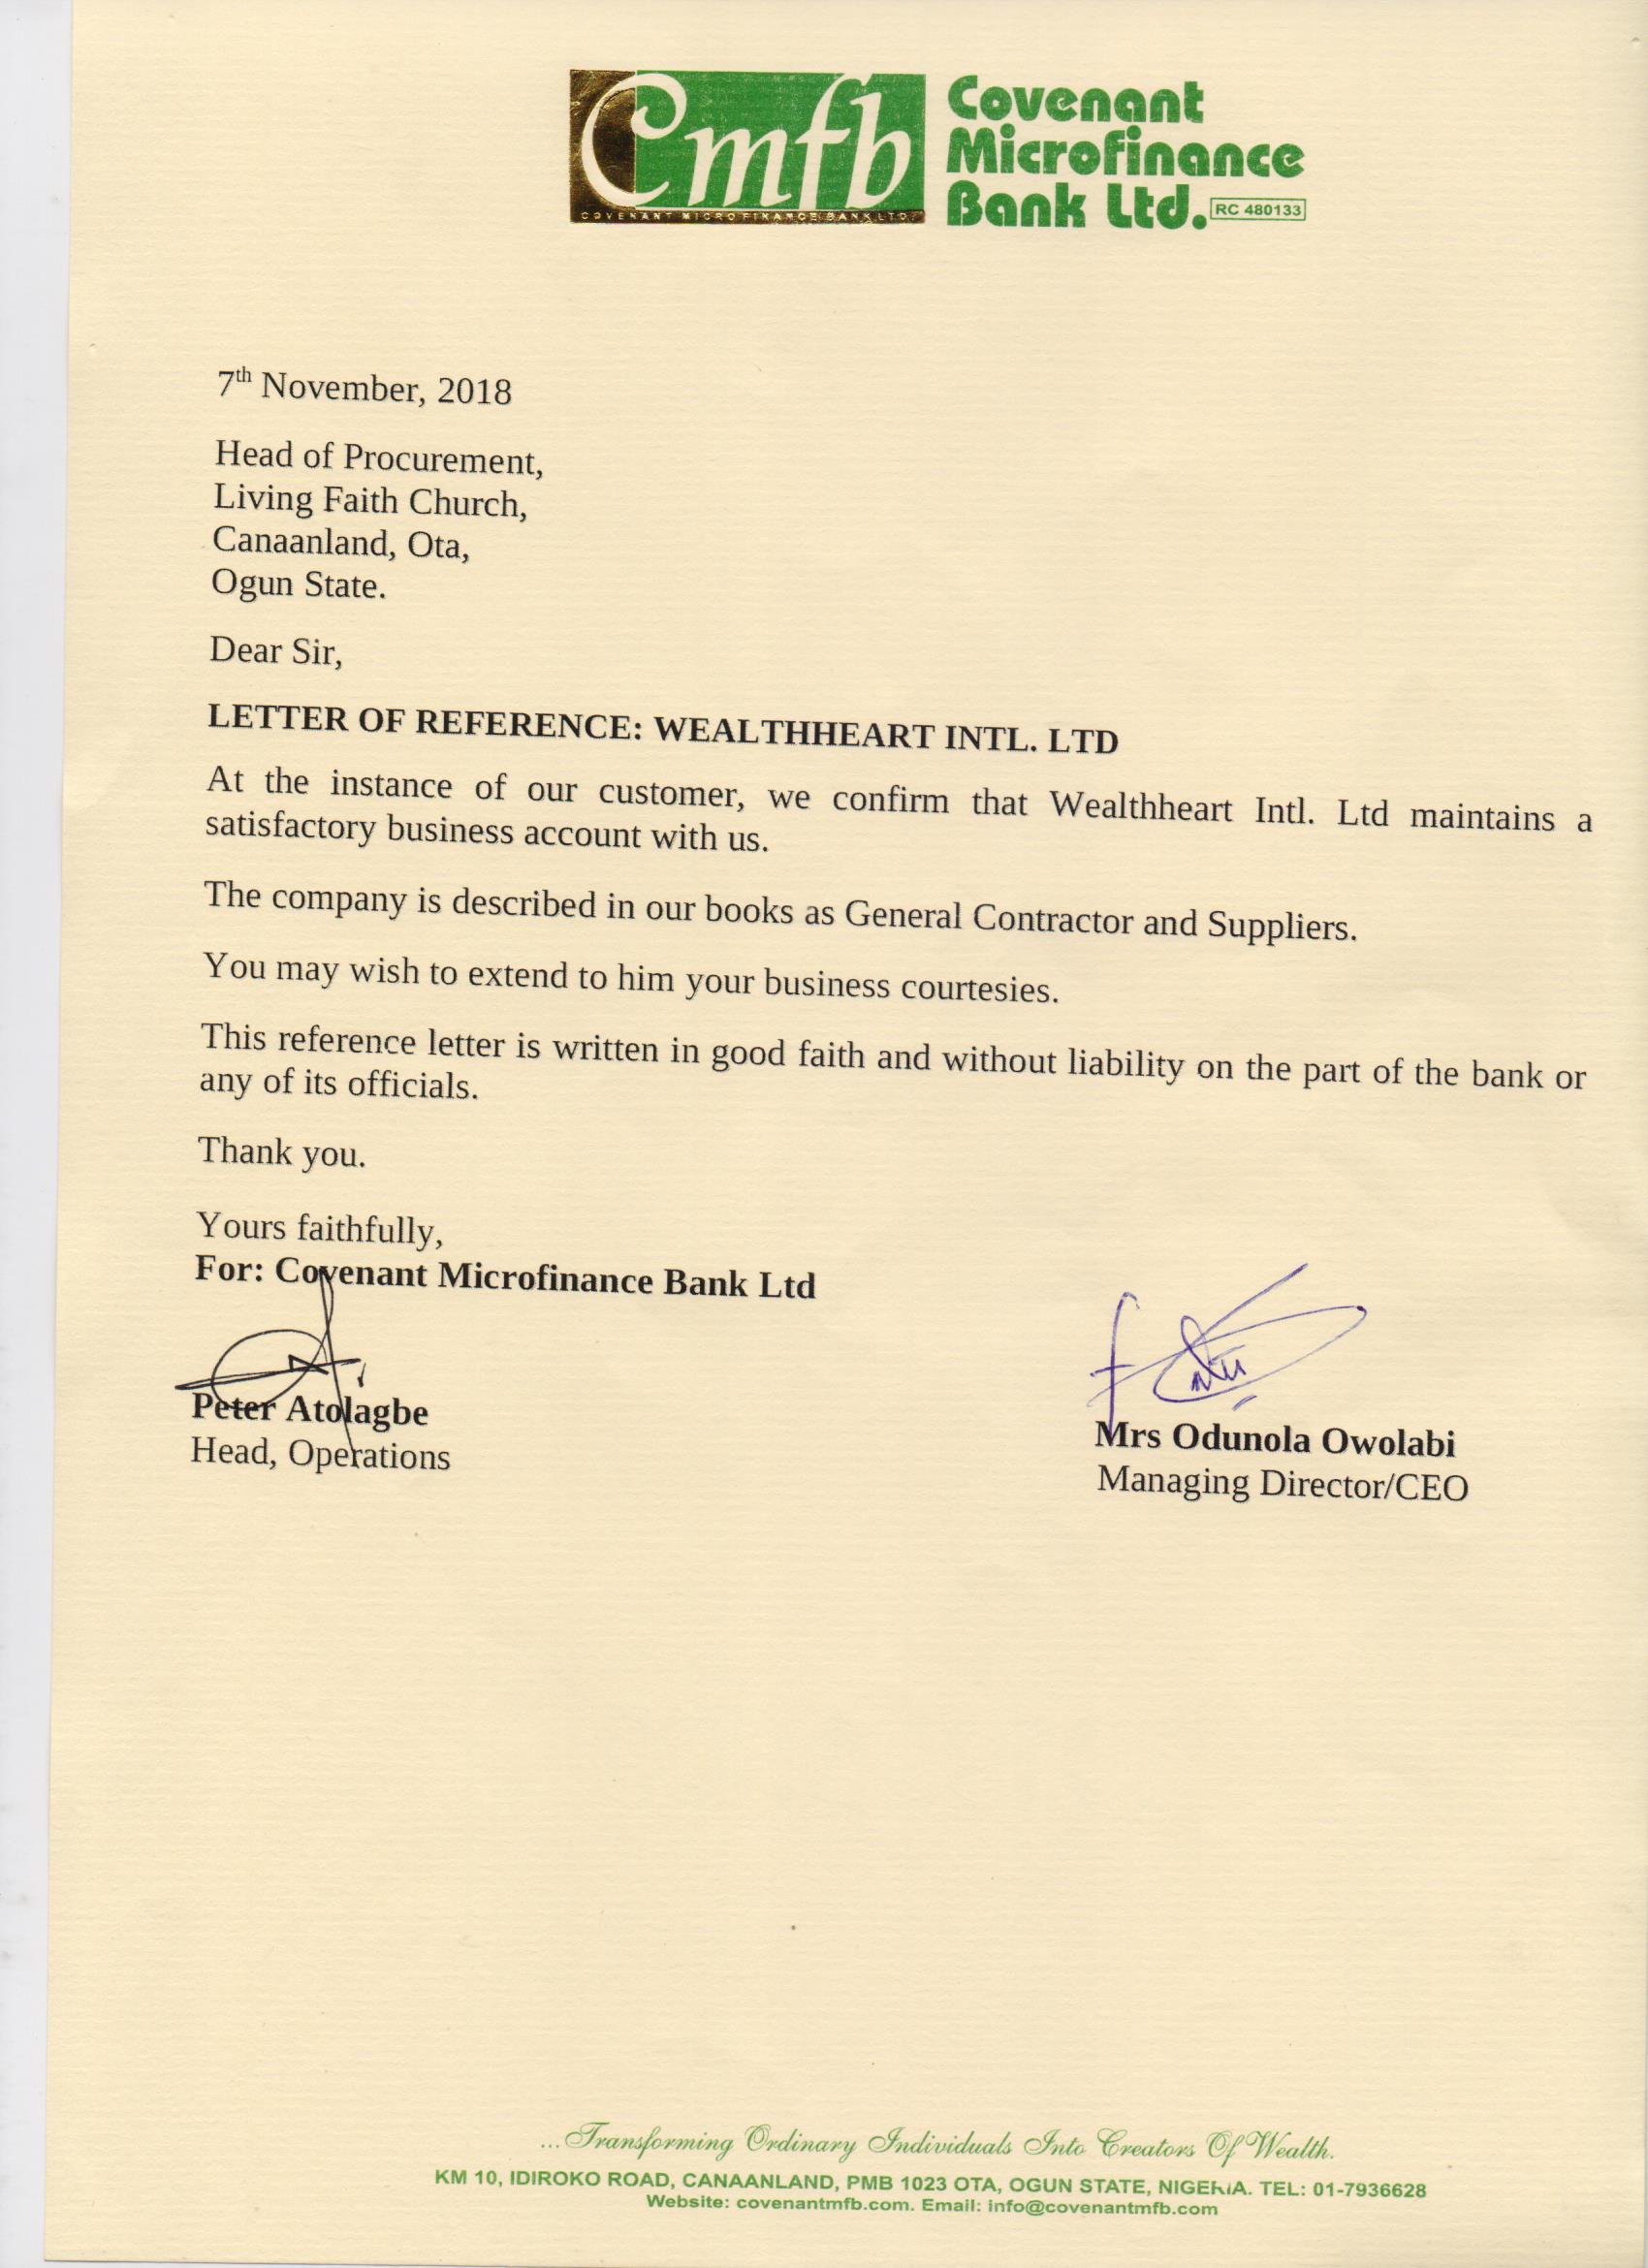 Cmfb
COVENANT MICROFINANCE BANK LTD.
Covenant
Microfinance
Bank Ltd. RC 480133
7th November, 2018
Head of Procurement,
Living Faith Church,
Canaanland, Ota,
Ogun State.
Dear Sir,
LETTER OF REFERENCE: WEALTHHEART INTL. LTD
At the instance of our customer, we confirm that Wealthheart Intl. Ltd maintains a
satisfactory business account with us.
The company is described in our books as General Contractor and Suppliers.
You may wish to extend to him your business courtesies.
This reference letter is written in good faith and without liability on the part of the bank or
any of its officials.
Thank you.
Yours faithfully,
For: Covenant Microfinance Bank Ltd
Peter Atolagbe
Head, Operations
Mrs Odunola Owolabi
Managing Director/CEO
...Transforming Ordinary Individuals Into Creators Of Wealth.
KM 10, IDIROKO ROAD, CANAANLAND, PMB 1023 OTA, OGUN STATE, NIGERIA. TEL: 01-7936628
Website: covenantmfb.com. Email: info@covenantmfb.com